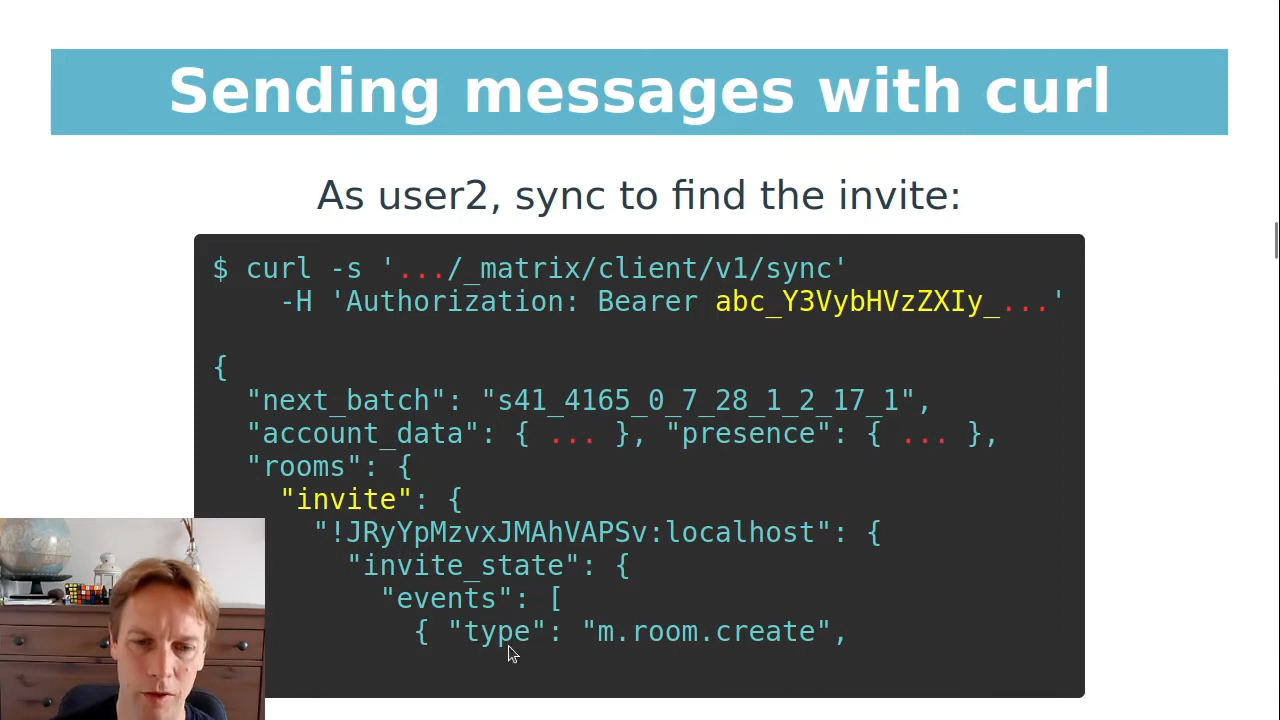 Sending messages with curl
As user2, sync to find the invite:
$ curl -s '.../_matrix/client/v1/sync'
-H 'Authorization: Bearer abc_Y3VybHVzZXIy_...'
{
"next_batch": "s41_4165_0_7_28_1_2_17_1",
"account_data": { ... }, "presence": { ... },
"rooms": {
"invite": {
"!JRyYpMzvxJMAhVAPSv:localhost": {
"invite_state": {
"events": [
{ "type": "m.room.create",